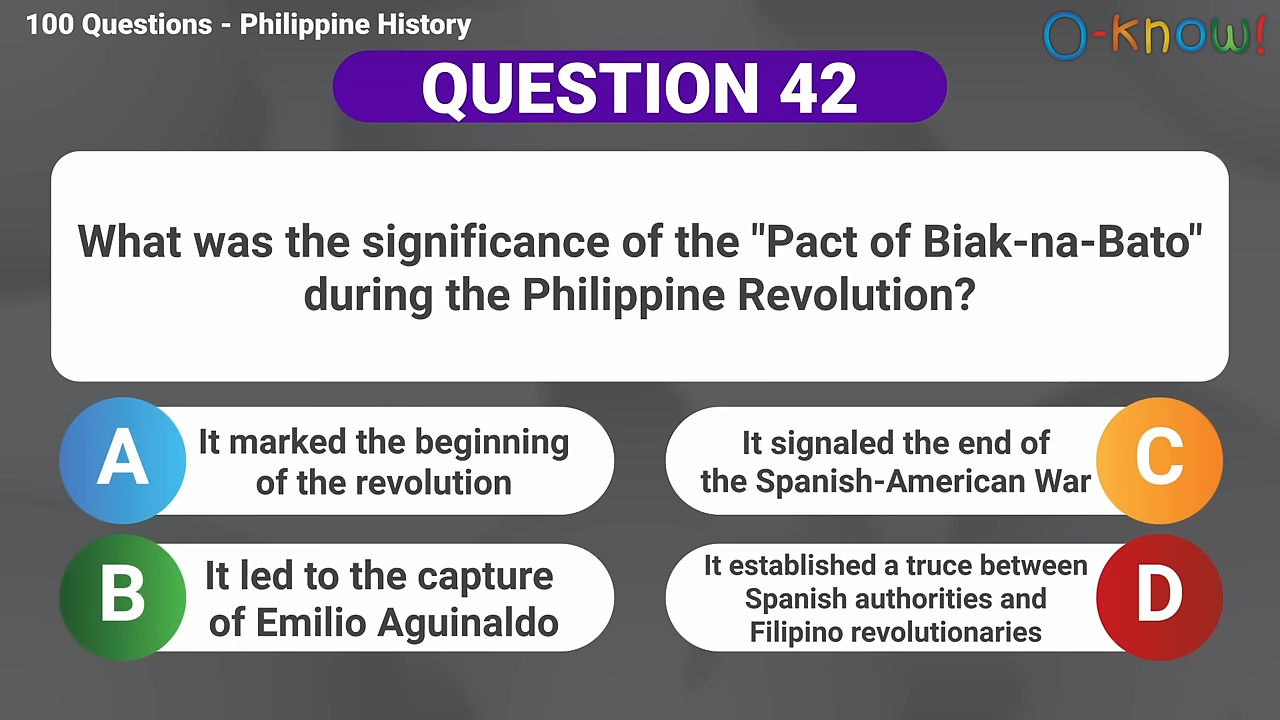 100 Questions - Philippine History
O-know!
QUESTION 42
What was the significance of the "Pact of Biak-na-Bato"
during the Philippine Revolution?
A
It marked the beginning
of the revolution
B
It led to the capture
of Emilio Aguinaldo
It signaled the end of
the Spanish-American War
C
It established a truce between
Spanish authorities and
Filipino revolutionaries
D